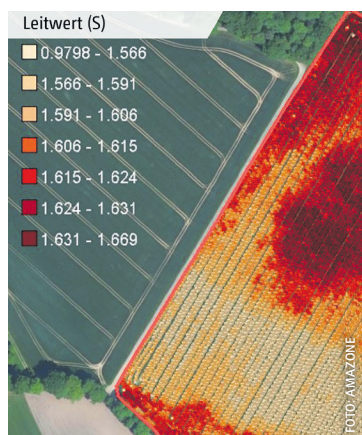 Leitwert (S)
0.9798 - 1.566
1.566 - 1.591
1.591 - 1.606
1.606 - 1.615
1.615 - 1.624
1.624 - 1.631
1.631 - 1.669
FOTO: AMAZONE